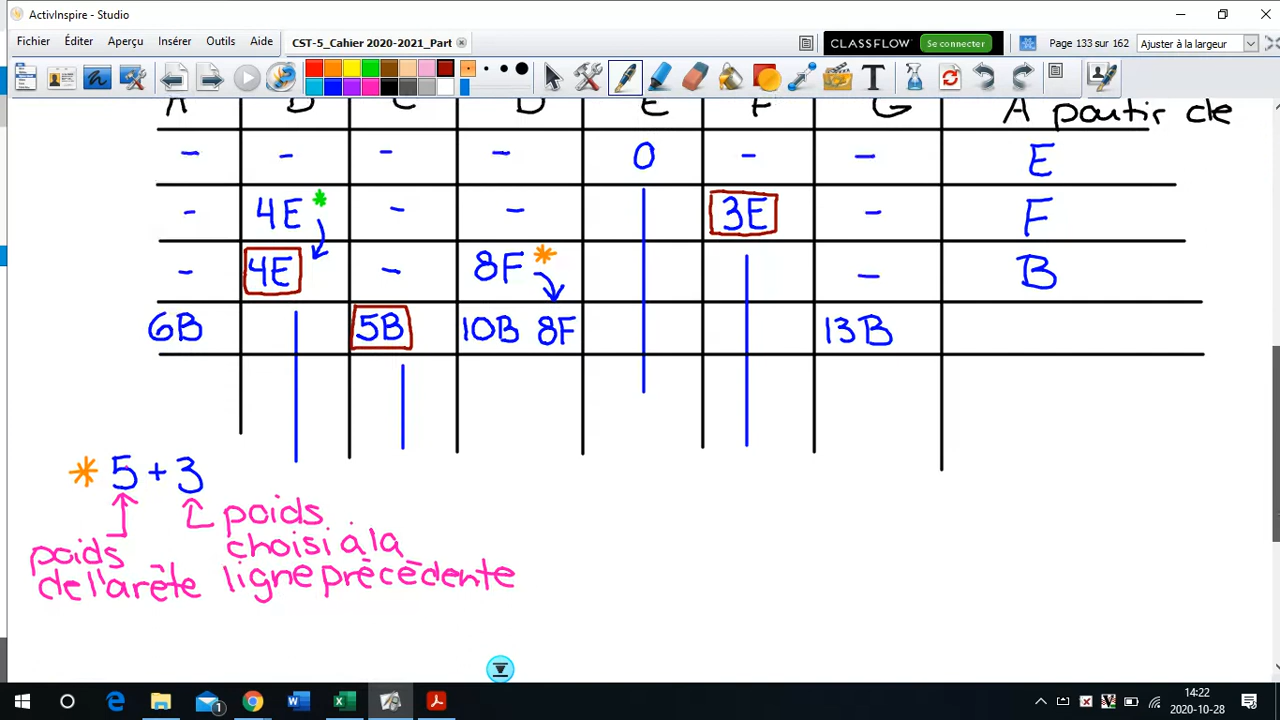 ActivInspire - Studio
Fichier Éditer Aperçu Insérer Outils Aide CST-5_Cahier 2020-2021_Part CLASSFLOW Se connecter Page 133 sur 162 Ajuster à la largeur
A B C D E F G À partir de
- - - - 0 - - E
- 4E * - - 3E - F
- 4E - 8F * - B
6B 5B 10B 8F 13B
* 5 + 3
poids
choisi à la
ligne précédente
poids
de l'arête
1
14:22
2020-10-28